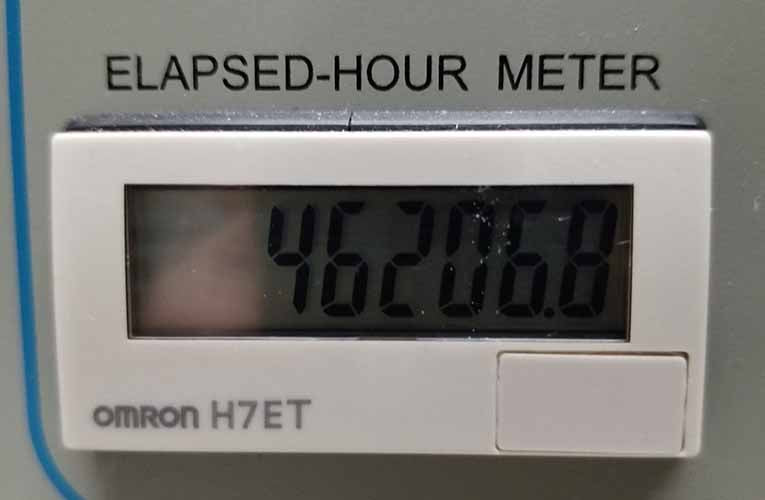 ELAPSED-HOUR METER
46206.8
OMRON H7ET